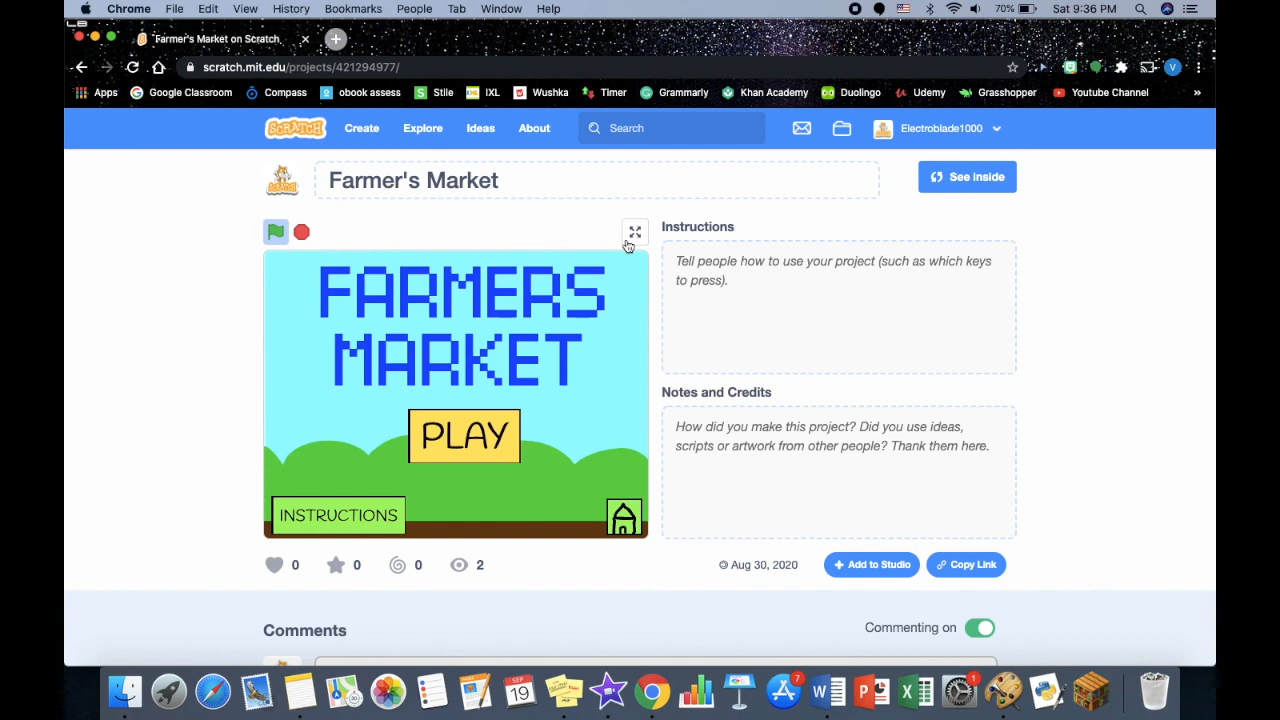 Chrome File Edit View History Bookmarks People Tab Window Help 70% Sat 9:36 PM
Farmer's Market on Scratch
scratch.mit.edu/projects/421294977/ V
Apps Google Classroom Compass obook assess Stile IXL Wushka Timer Grammarly Khan Academy Duolingo Udemy Grasshopper Youtube Channel »
SCRATCH Create Explore Ideas About Search Electroblade1000
Farmer's Market See inside
Instructions
Tell people how to use your project (such as which keys
to press).
FARMERS
MARKET
PLAY
INSTRUCTIONS
Notes and Credits
How did you make this project? Did you use ideas,
scripts or artwork from other people? Thank them here.
0 0 0 2 © Aug 30, 2020 Add to Studio Copy Link
Comments Commenting on
SEP 19 7 1